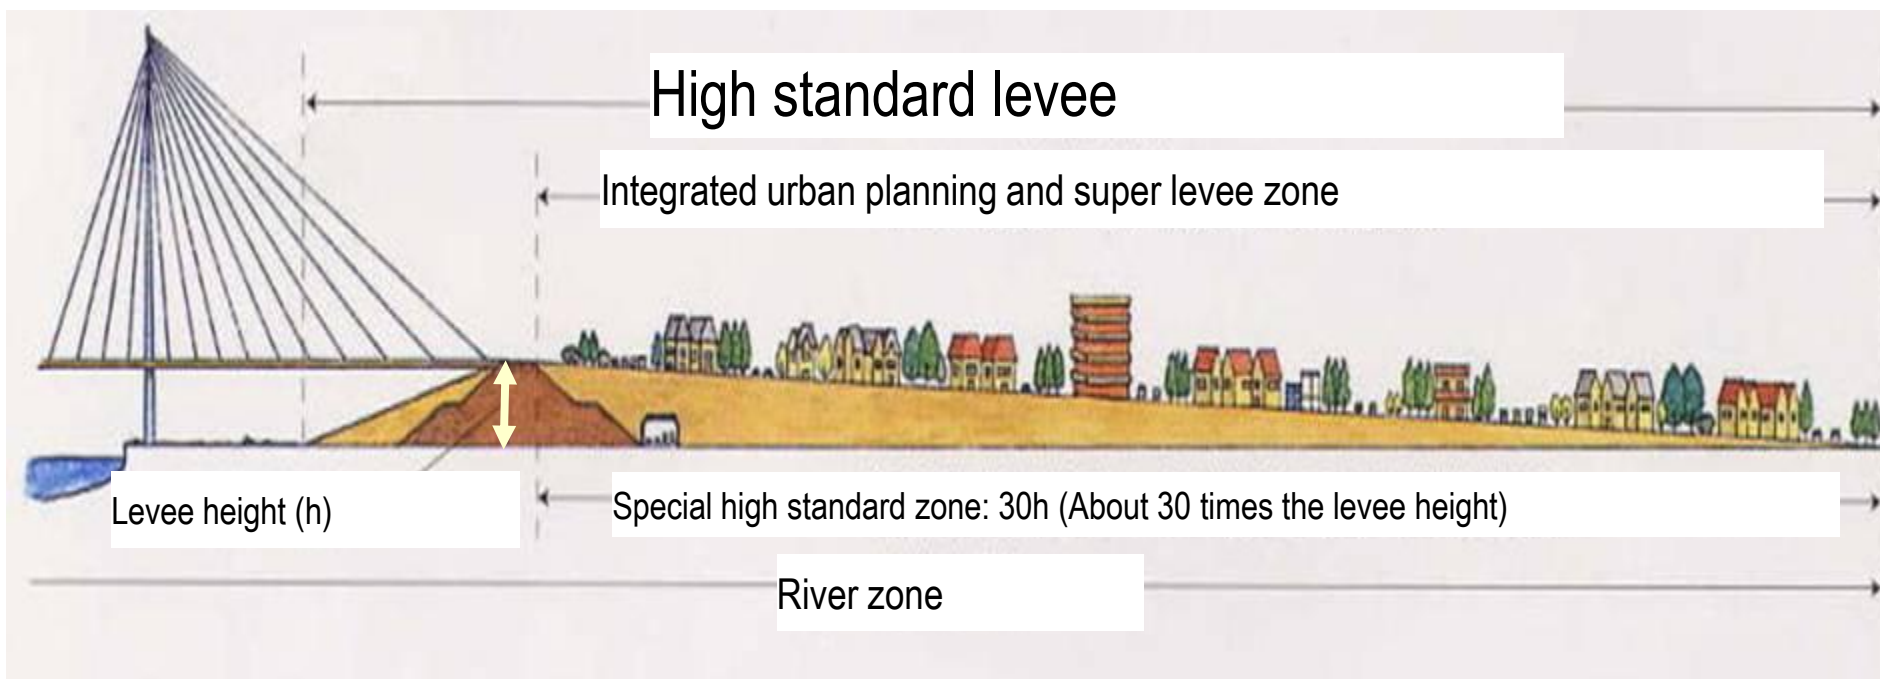 High standard levee
Integrated urban planning and super levee zone
Levee height (h)
Special high standard zone: 30h (About 30 times the levee height)
River zone